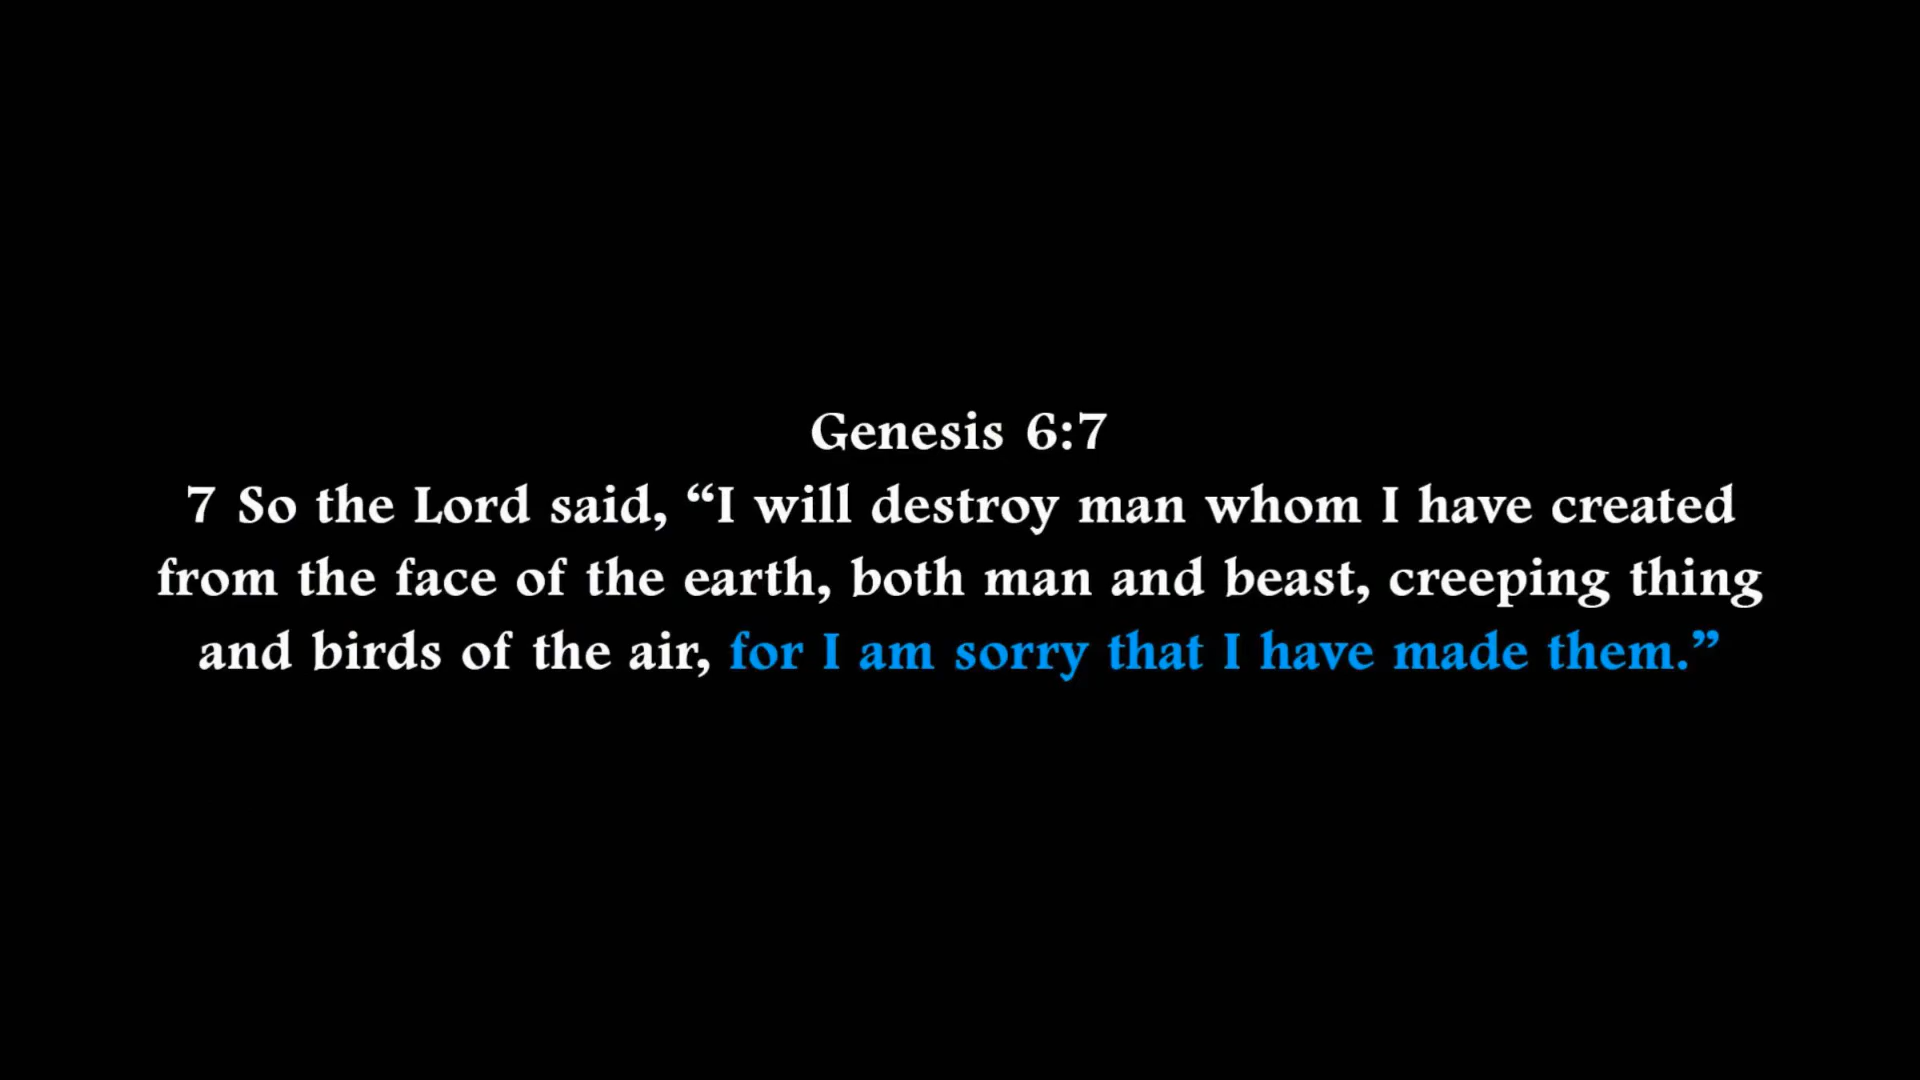 Genesis 6:7
7 So the Lord said, “I will destroy man whom I have created
from the face of the earth, both man and beast, creeping thing
and birds of the air, for I am sorry that I have made them.”